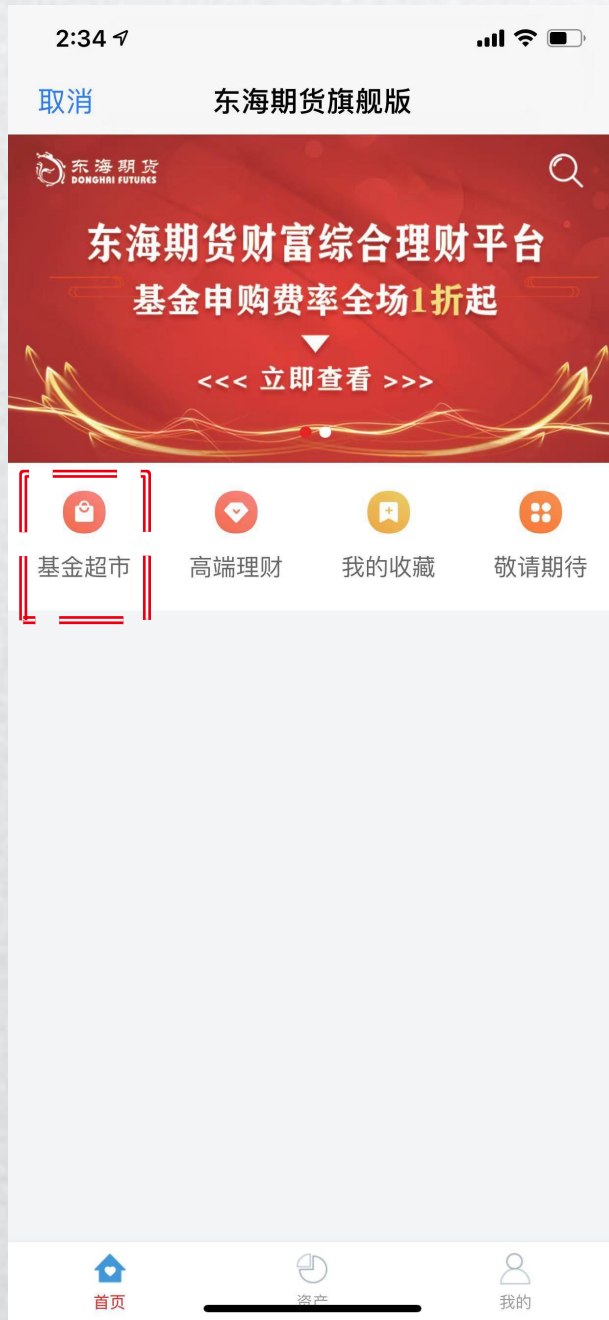 2:34
取消
东海期货旗舰版
东海期货
DONGHAI FUTURES
东海期货财富综合理财平台
基金申购费率全场1折起
<<< 立即查看 >>>
基金超市
高端理财
我的收藏
敬请期待
首页
资产
我的